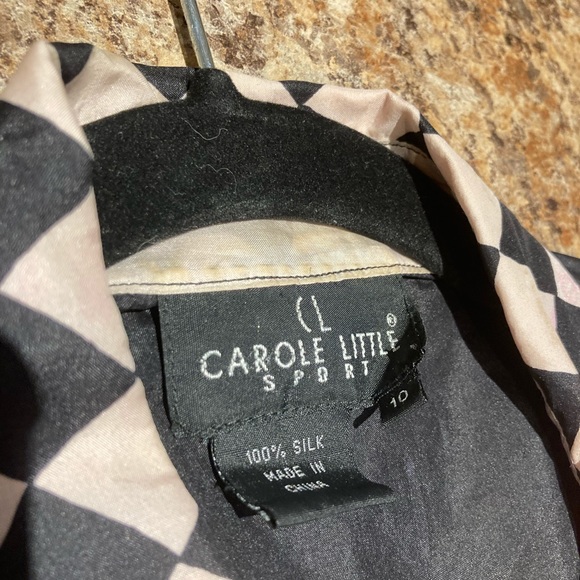 CL
®
CAROLE LITTLE
SPORT
10
100% SILK
MADE IN
CHINA